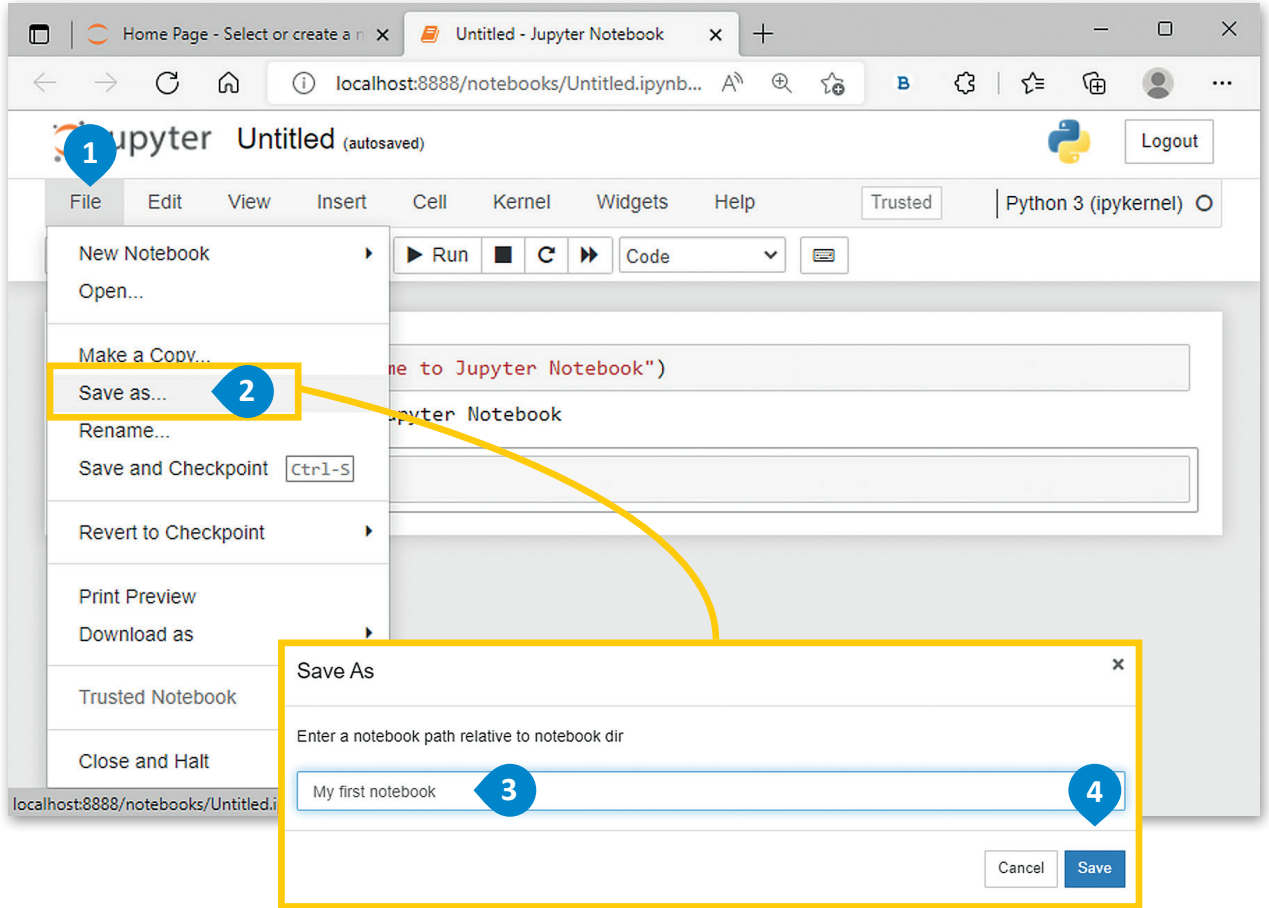 Home Page - Select or create a n
Untitled - Jupyter Notebook
localhost:8888/notebooks/Untitled.ipynb...
B
upyter Untitled (autosaved)
Logout
1
File Edit View Insert Cell Kernel Widgets Help Trusted Python 3 (ipykernel)
New Notebook
Run
Code
Open...
Make a Copy...
me to Jupyter Notebook")
Save as...
2
upyter Notebook
Rename...
Save and Checkpoint Ctrl-S
Revert to Checkpoint
Print Preview
Download as
Trusted Notebook
Close and Halt
localhost:8888/notebooks/Untitled.i
Save As
Enter a notebook path relative to notebook dir
My first notebook
3
4
Cancel Save